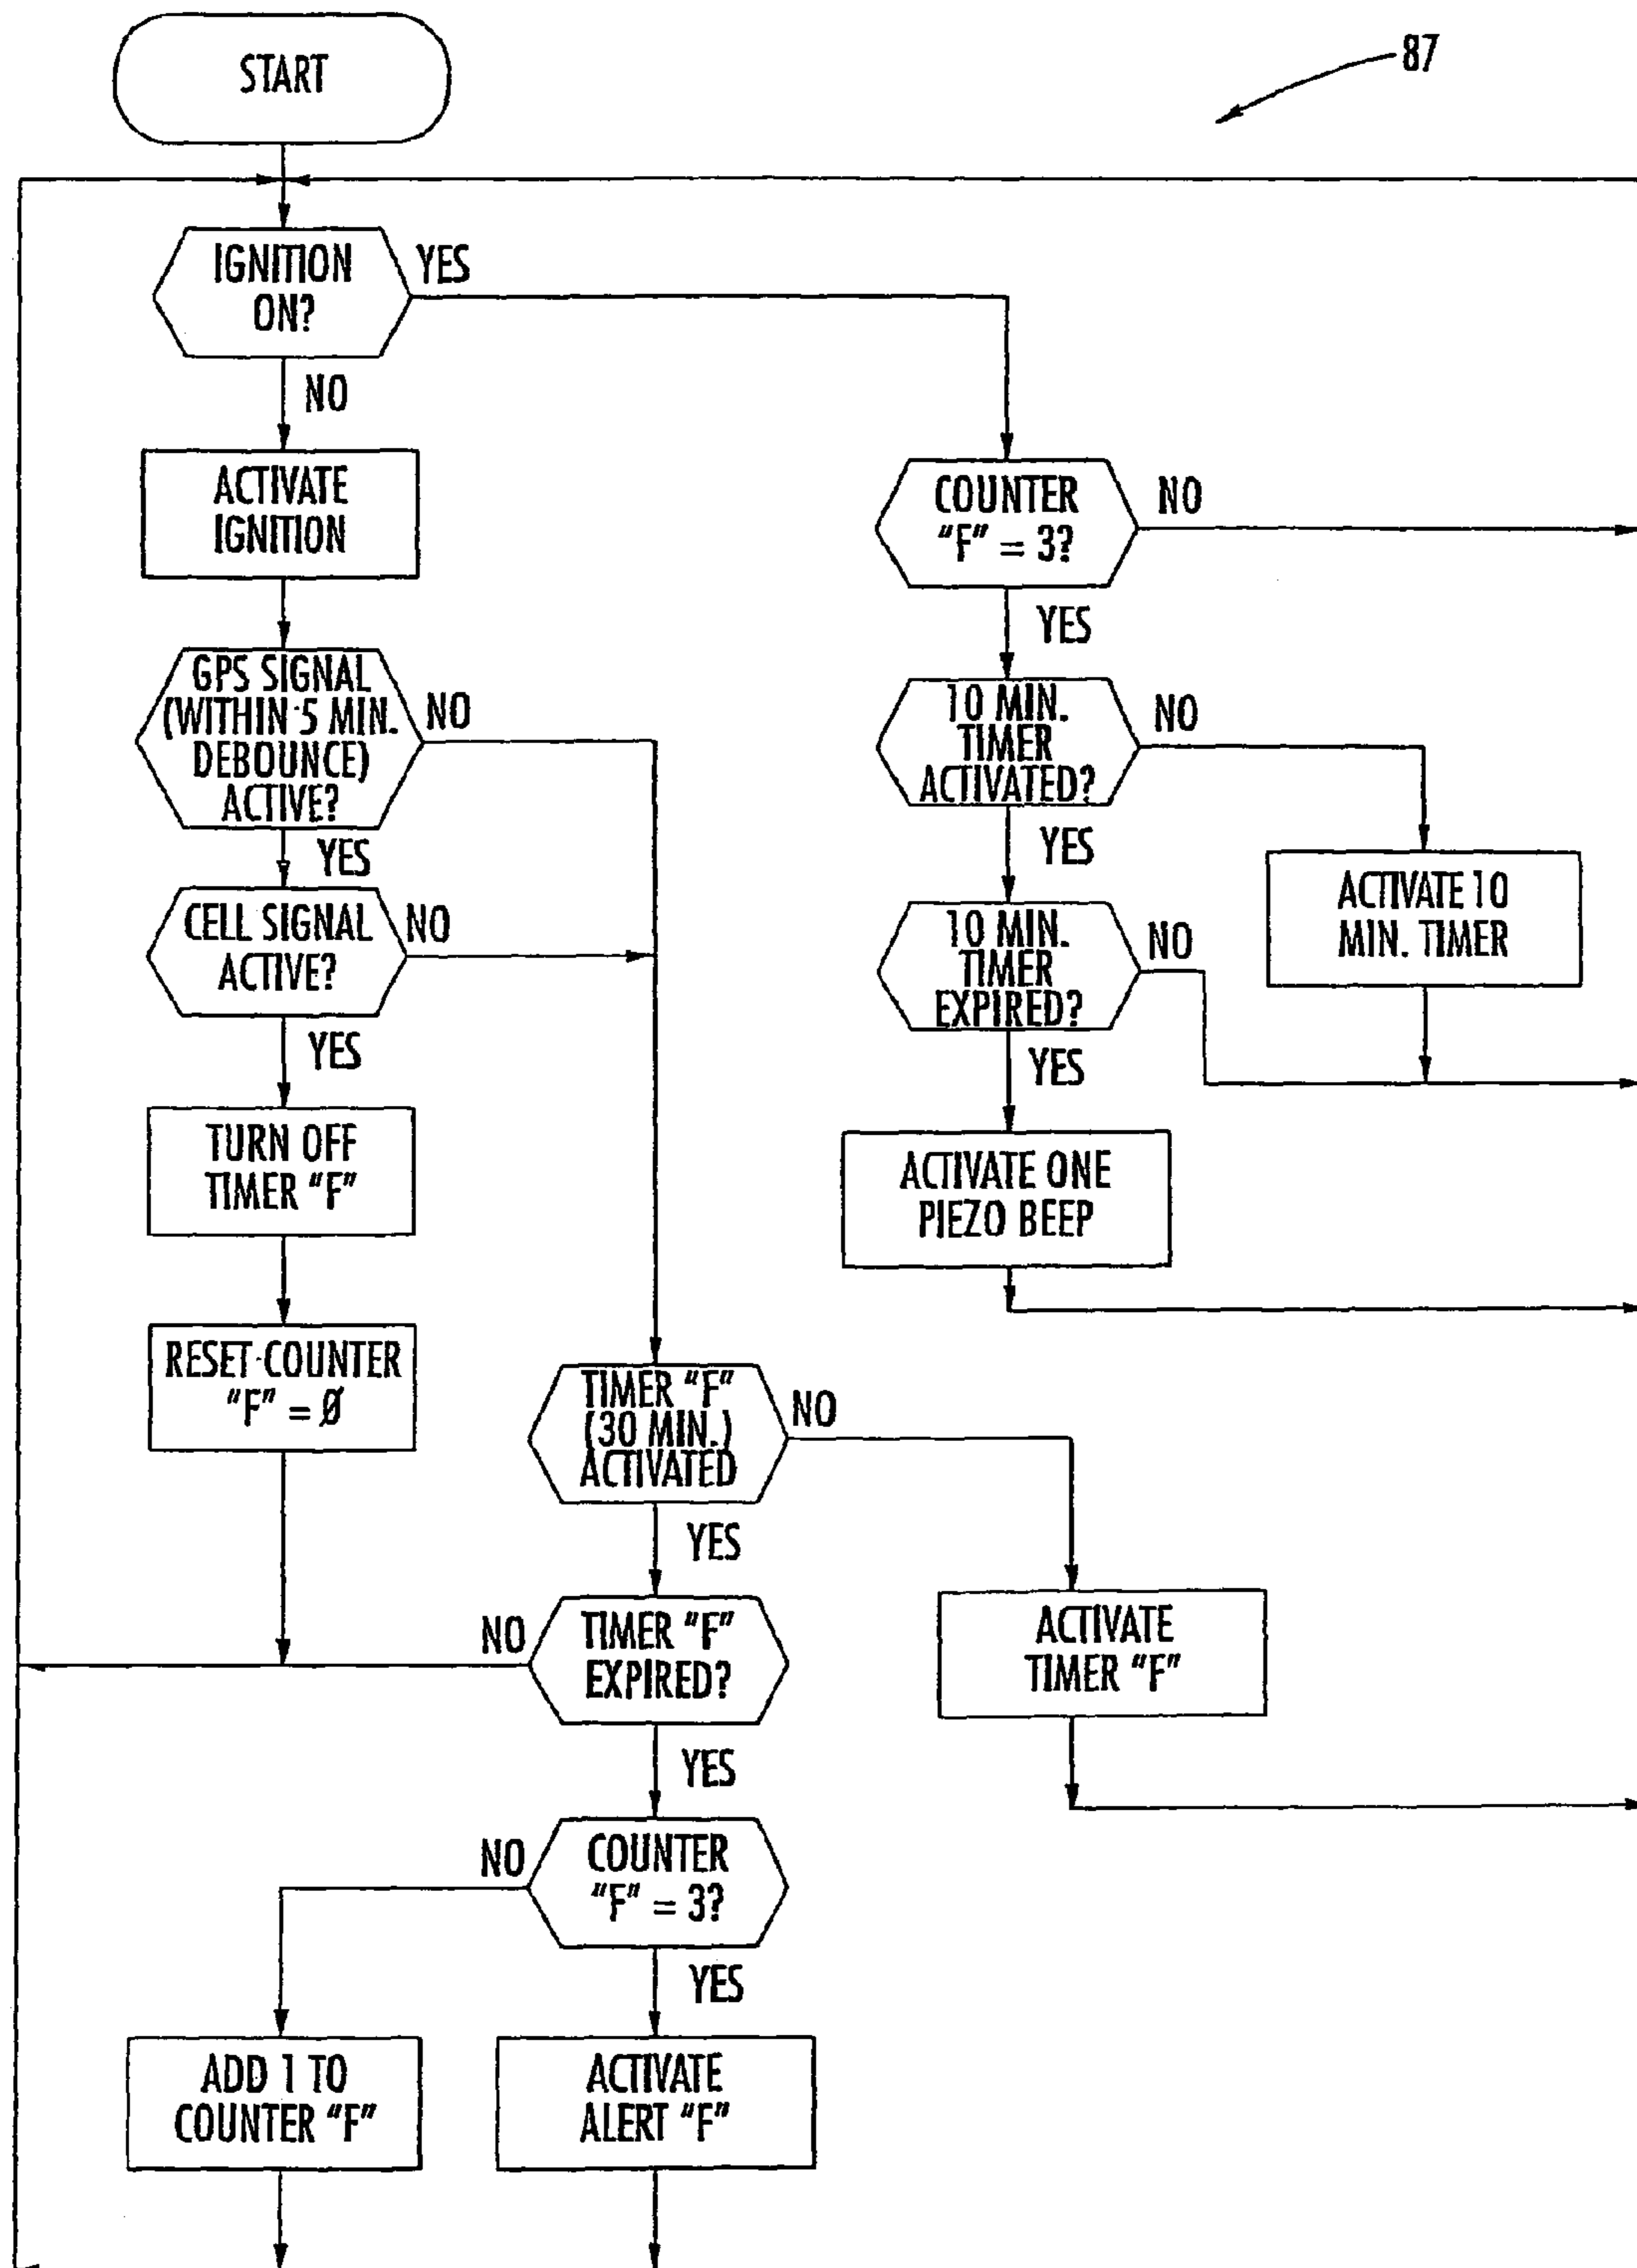 START
87
IGNITION
ON?
YES
NO
ACTIVATE
IGNITION
COUNTER
"F" = 3?
NO
YES
GPS SIGNAL
(WITHIN 5 MIN.
DEBOUNCE)
ACTIVE?
NO
YES
10 MIN.
TIMER
ACTIVATED?
NO
YES
ACTIVATE 10
MIN. TIMER
CELL SIGNAL
ACTIVE?
NO
YES
10 MIN.
TIMER
EXPIRED?
NO
YES
TURN OFF
TIMER "F"
ACTIVATE ONE
PIEZO BEEP
RESET COUNTER
"F" = Ø
TIMER "F"
(30 MIN.)
ACTIVATED
NO
YES
TIMER "F"
EXPIRED?
NO
YES
ACTIVATE
TIMER "F"
COUNTER
"F" = 3?
NO
YES
ADD 1 TO
COUNTER "F"
ACTIVATE
ALERT "F"